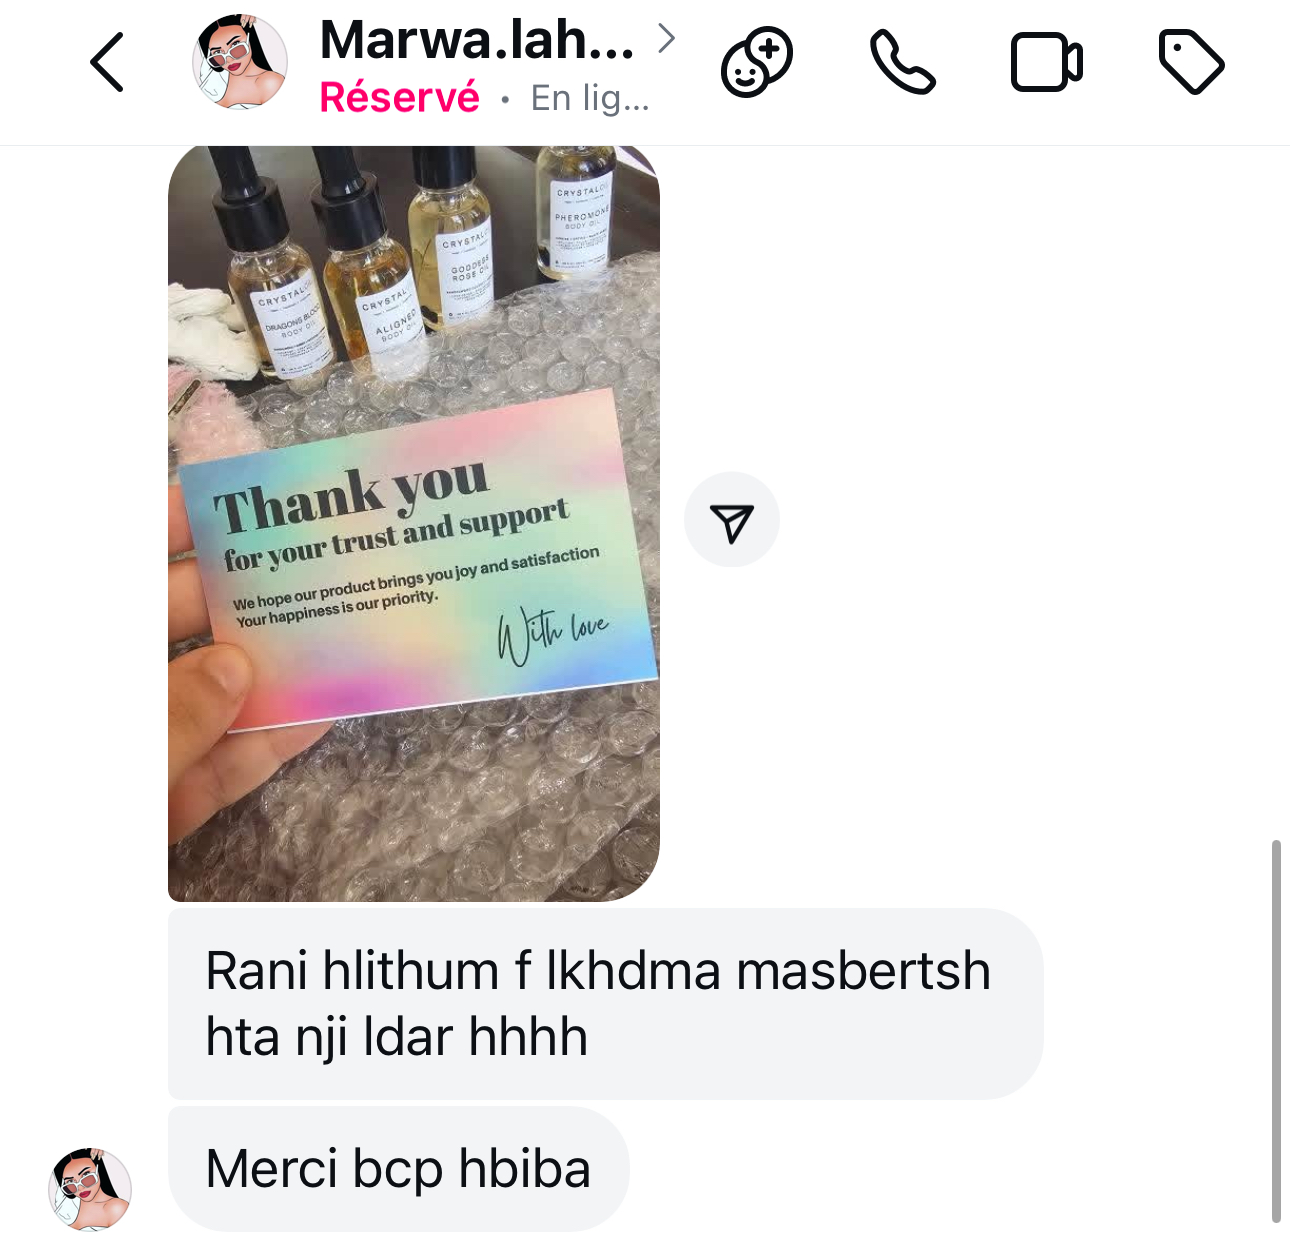 Marwa.lah...
Réservé • En lig...
CRYSTAL
DRAGONS BLOOD
BODY OIL
CRYSTAL
ALIGNED
BODY OIL
CRYSTAL
GODDESS
ROSE OIL
CRYSTAL
PHEROMONE
BODY OIL
Thank you
for your trust and support
We hope our product brings you joy and satisfaction
Your happiness is our priority.
With love
Rani hlithum f lkhdma masbertsh
hta nji ldar hhhh
Merci bcp hbiba